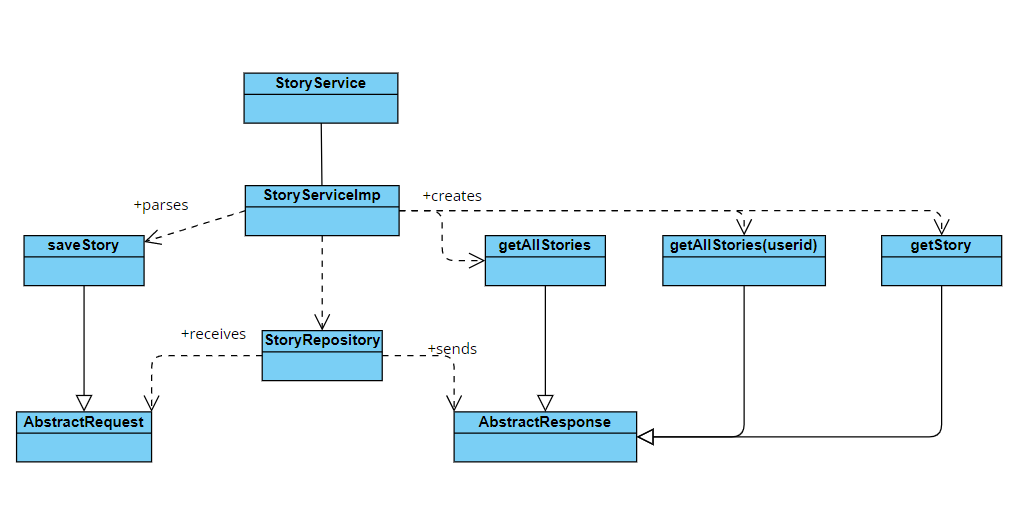 StoryService
StoryServiceImp
+creates
+parses
saveStory
getAllStories
getAllStories(userid)
getStory
+receives
StoryRepository
+sends
AbstractRequest
AbstractResponse